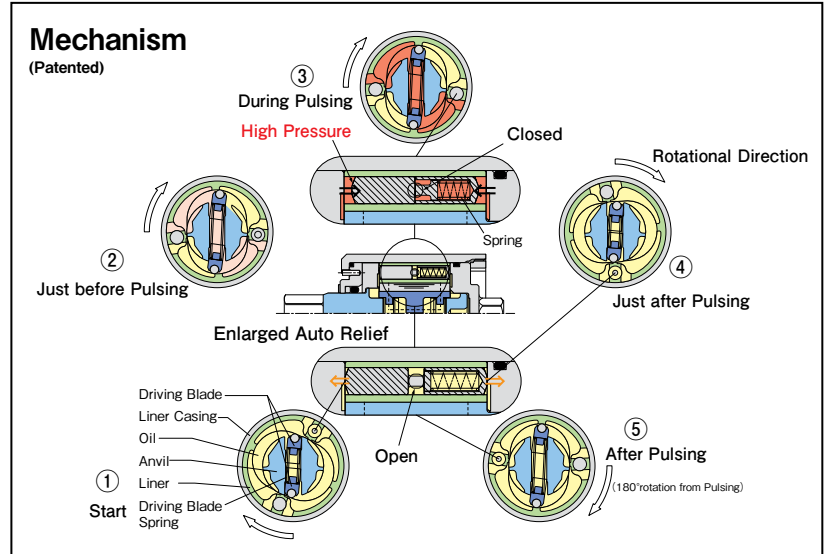 Mechanism
(Patented)
③
During Pulsing
High Pressure
Closed
Rotational Direction
Spring
②
Just before Pulsing
④
Just after Pulsing
Enlarged Auto Relief
Driving Blade
Liner Casing
Oil
Anvil
Liner
Driving Blade
Spring
①
Start
Open
⑤
After Pulsing
(180°rotation from Pulsing)